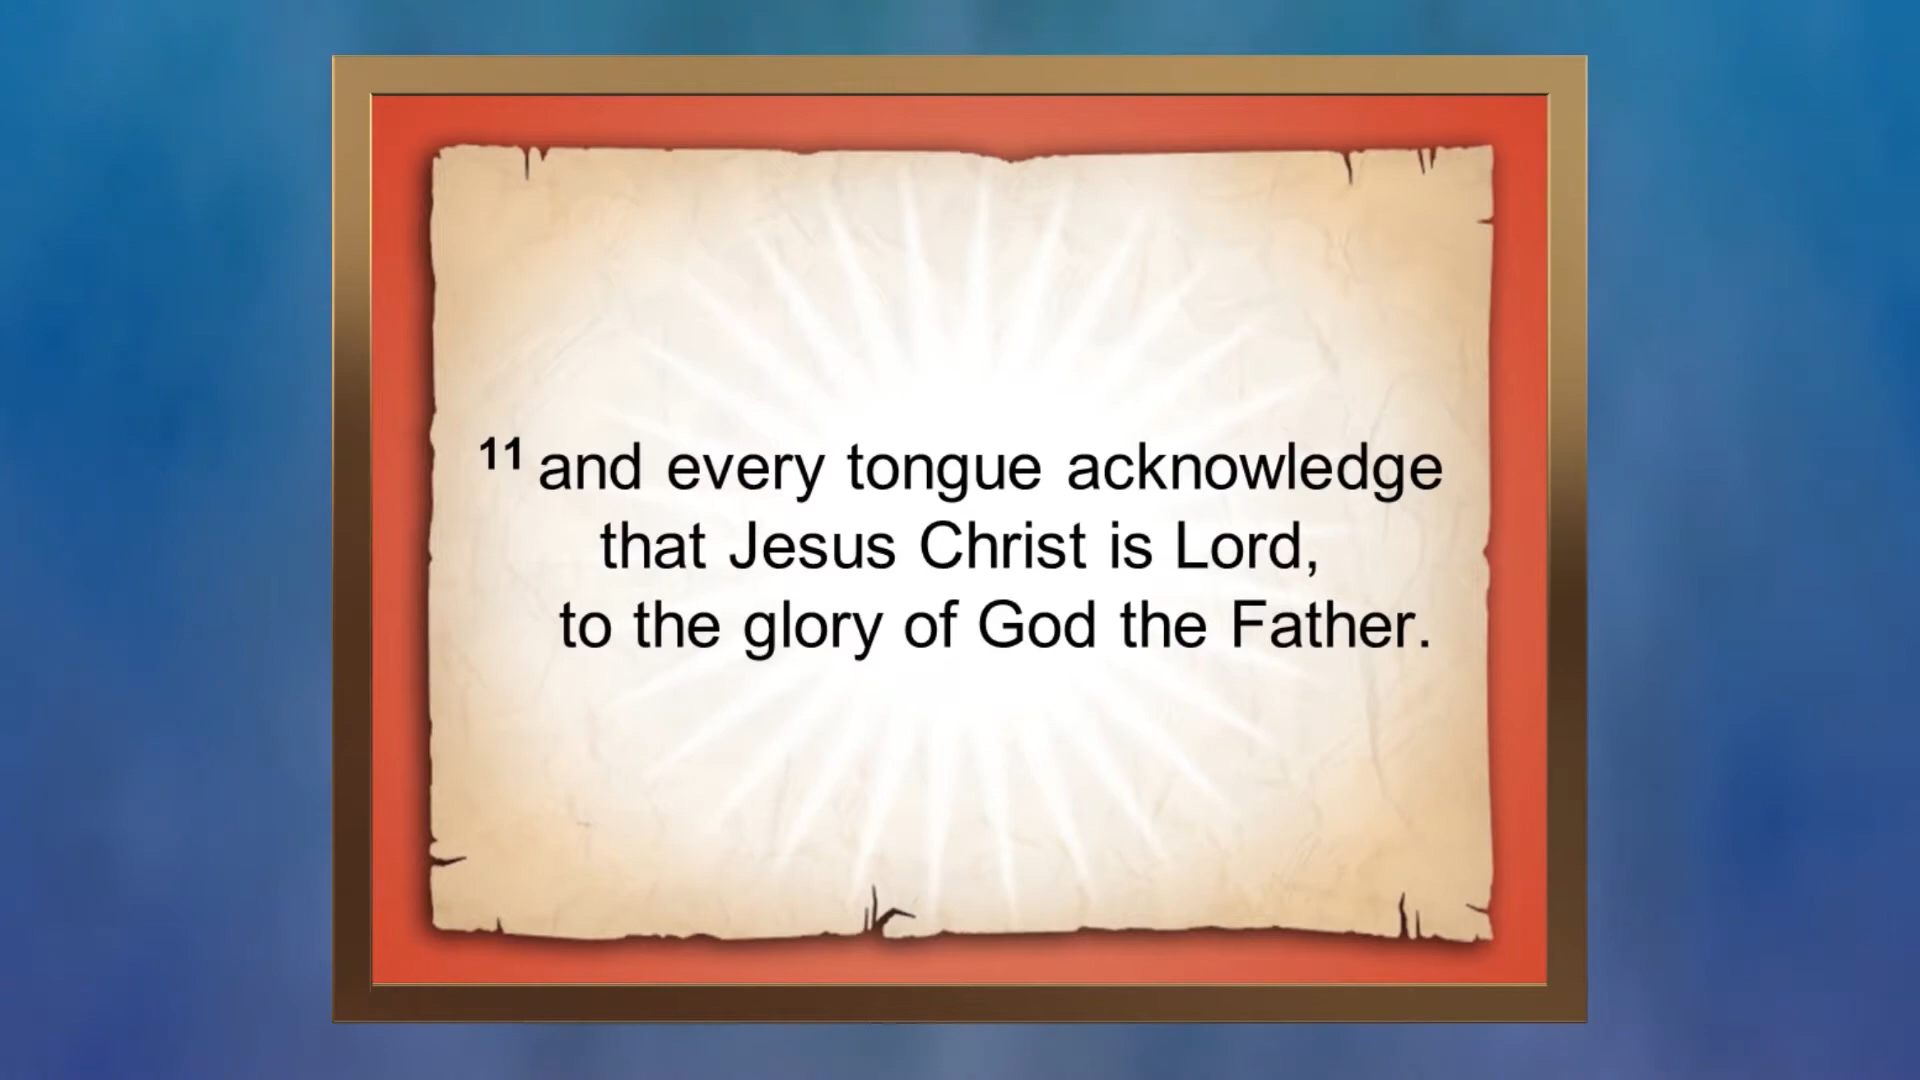 11 and every tongue acknowledge
that Jesus Christ is Lord,
to the glory of God the Father.